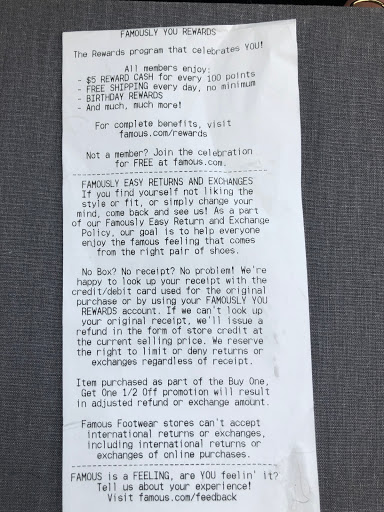 FAMOUSLY YOU REWARDS
The Rewards program that celebrates YOU!
All members enjoy:
- $5 REWARD CASH for every 100 points
- FREE SHIPPING every day, no minimum
- BIRTHDAY REWARDS
- And much, much more!
For complete benefits, visit
famous.com/rewards
Not a member? Join the celebration
for FREE at famous.com.
FAMOUSLY EASY RETURNS AND EXCHANGES
If you find yourself not liking the
style or fit, or simply change your
mind, come back and see us! As a part
of our Famously Easy Return and Exchange
Policy, our goal is to help everyone
enjoy the famous feeling that comes
from the right pair of shoes.
No Box? No receipt? No problem! We're
happy to look up your receipt with the
credit/debit card used for the original
purchase or by using your FAMOUSLY YOU
REWARDS account. If we can't look up
your original receipt, we'll issue a
refund in the form of store credit at
the current selling price. We reserve
the right to limit or deny returns or
exchanges regardless of receipt.
Item purchased as part of the Buy One,
Get One 1/2 Off promotion will result
in adjusted refund or exchange amount.
Famous Footwear stores can't accept
international returns or exchanges,
including international returns or
exchanges of online purchases.
FAMOUS is a FEELING, are YOU feelin' it?
Tell us about your experience!
Visit famous.com/feedback